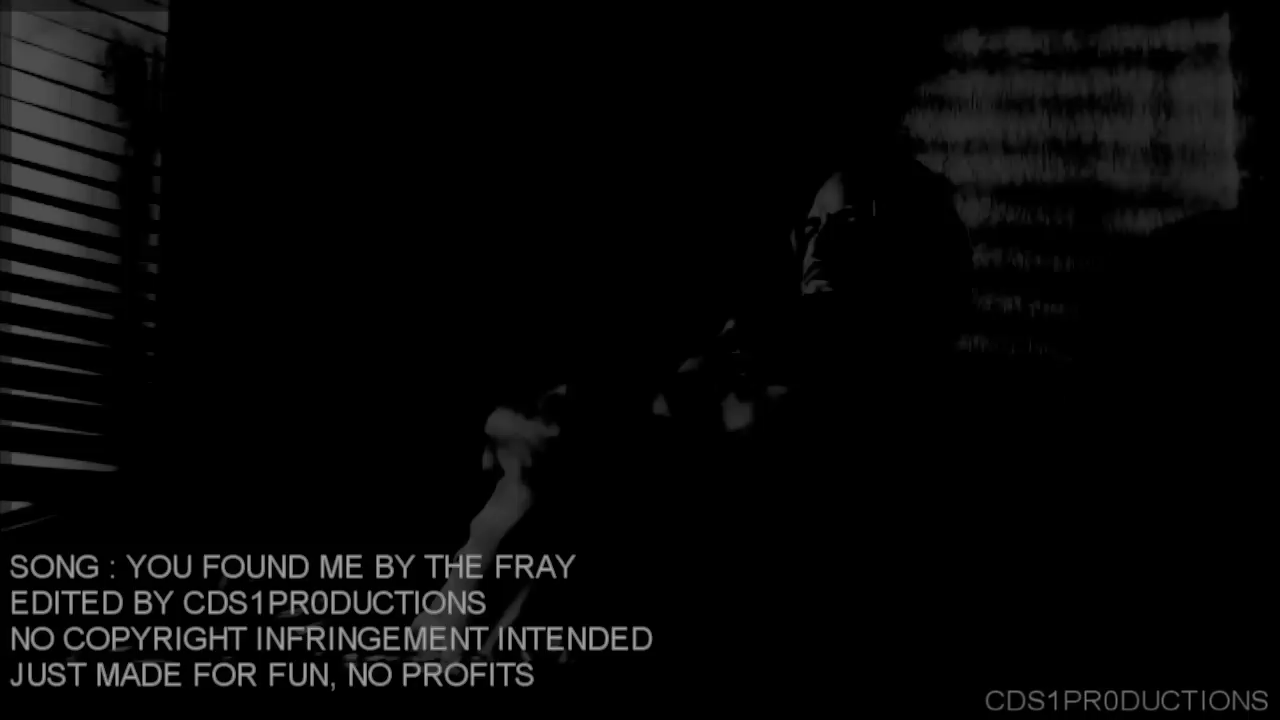 SONG : YOU FOUND ME BY THE FRAY
EDITED BY CDS1PR0DUCTIONS
NO COPYRIGHT INFRINGEMENT INTENDED
JUST MADE FOR FUN, NO PROFITS
CDS1PR0DUCTIONS